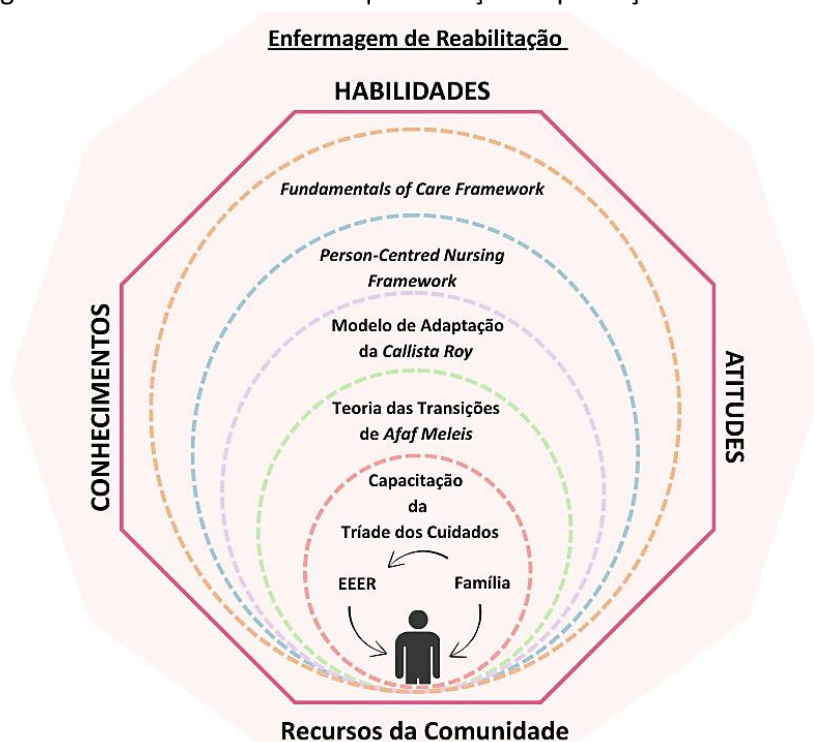 Enfermagem de Reabilitação
HABILIDADES
Fundamentals of Care Framework
Person-Centred Nursing
Framework
Modelo de Adaptação
da Callista Roy
CONHECIMENTOS
ATITUDES
Teoria das Transições
de Afaf Meleis
Capacitação
da
Tríade dos Cuidados
EEER
Família
Recursos da Comunidade